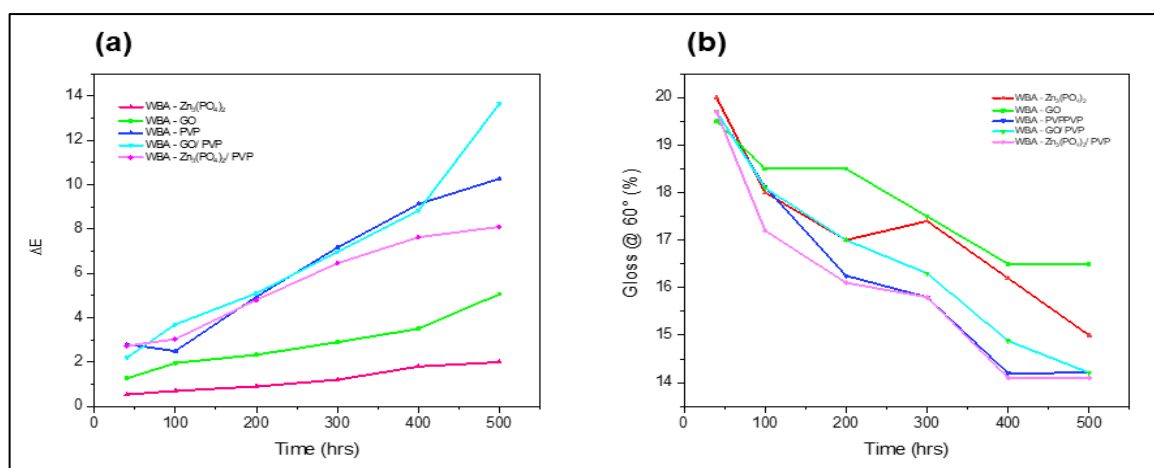 (a)
14
12
10
8
6
4
2
0
ΔE
WBA - Zn₃(PO₄)₂
WBA - GO
WBA - PVP
WBA - GO/ PVP
WBA - Zn₃(PO₄)₂/ PVP
0 100 200 300 400 500
Time (hrs)
(b)
20
19
18
17
16
15
14
Gloss @ 60° (%)
WBA - Zn₃(PO₄)₂
WBA - GO
WBA - PVPPVP
WBA - GO/ PVP
WBA - Zn₃(PO₄)₂/ PVP
0 100 200 300 400 500
Time (hrs)